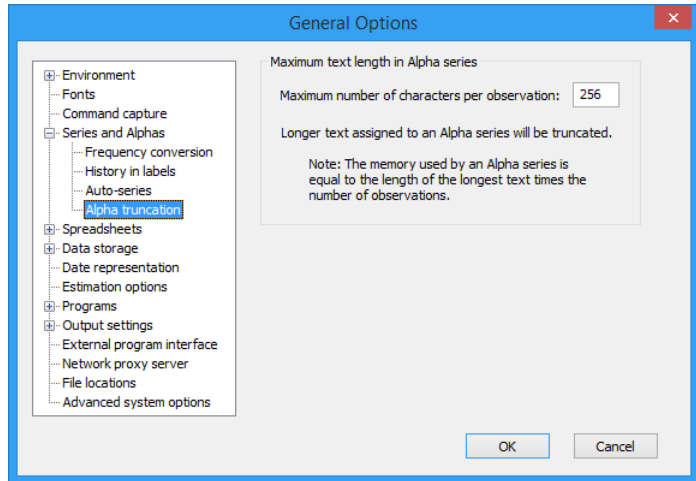 General Options
Environment
Fonts
Command capture
Series and Alphas
Frequency conversion
History in labels
Auto-series
Alpha truncation
Spreadsheets
Data storage
Date representation
Estimation options
Programs
Output settings
External program interface
Network proxy server
File locations
Advanced system options
Maximum text length in Alpha series
Maximum number of characters per observation: 256
Longer text assigned to an Alpha series will be truncated.
Note: The memory used by an Alpha series is
equal to the length of the longest text times the
number of observations.
OK
Cancel